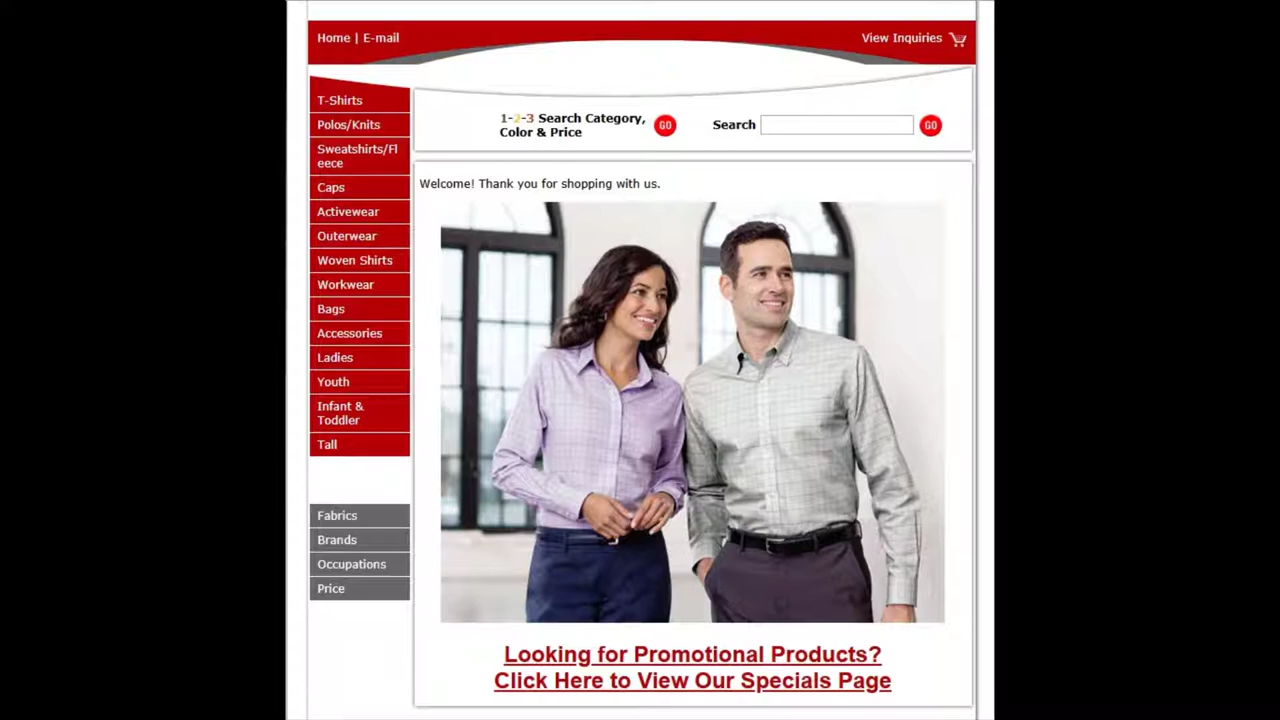 Home | E-mail
View Inquiries
T-Shirts
Polos/Knits
Sweatshirts/Fl
eece
Caps
Activewear
Outerwear
Woven Shirts
Workwear
Bags
Accessories
Ladies
Youth
Infant &
Toddler
Tall
Fabrics
Brands
Occupations
Price
1-2-3 Search Category,
Color & Price
GO
Search
GO
Welcome! Thank you for shopping with us.
Looking for Promotional Products?
Click Here to View Our Specials Page